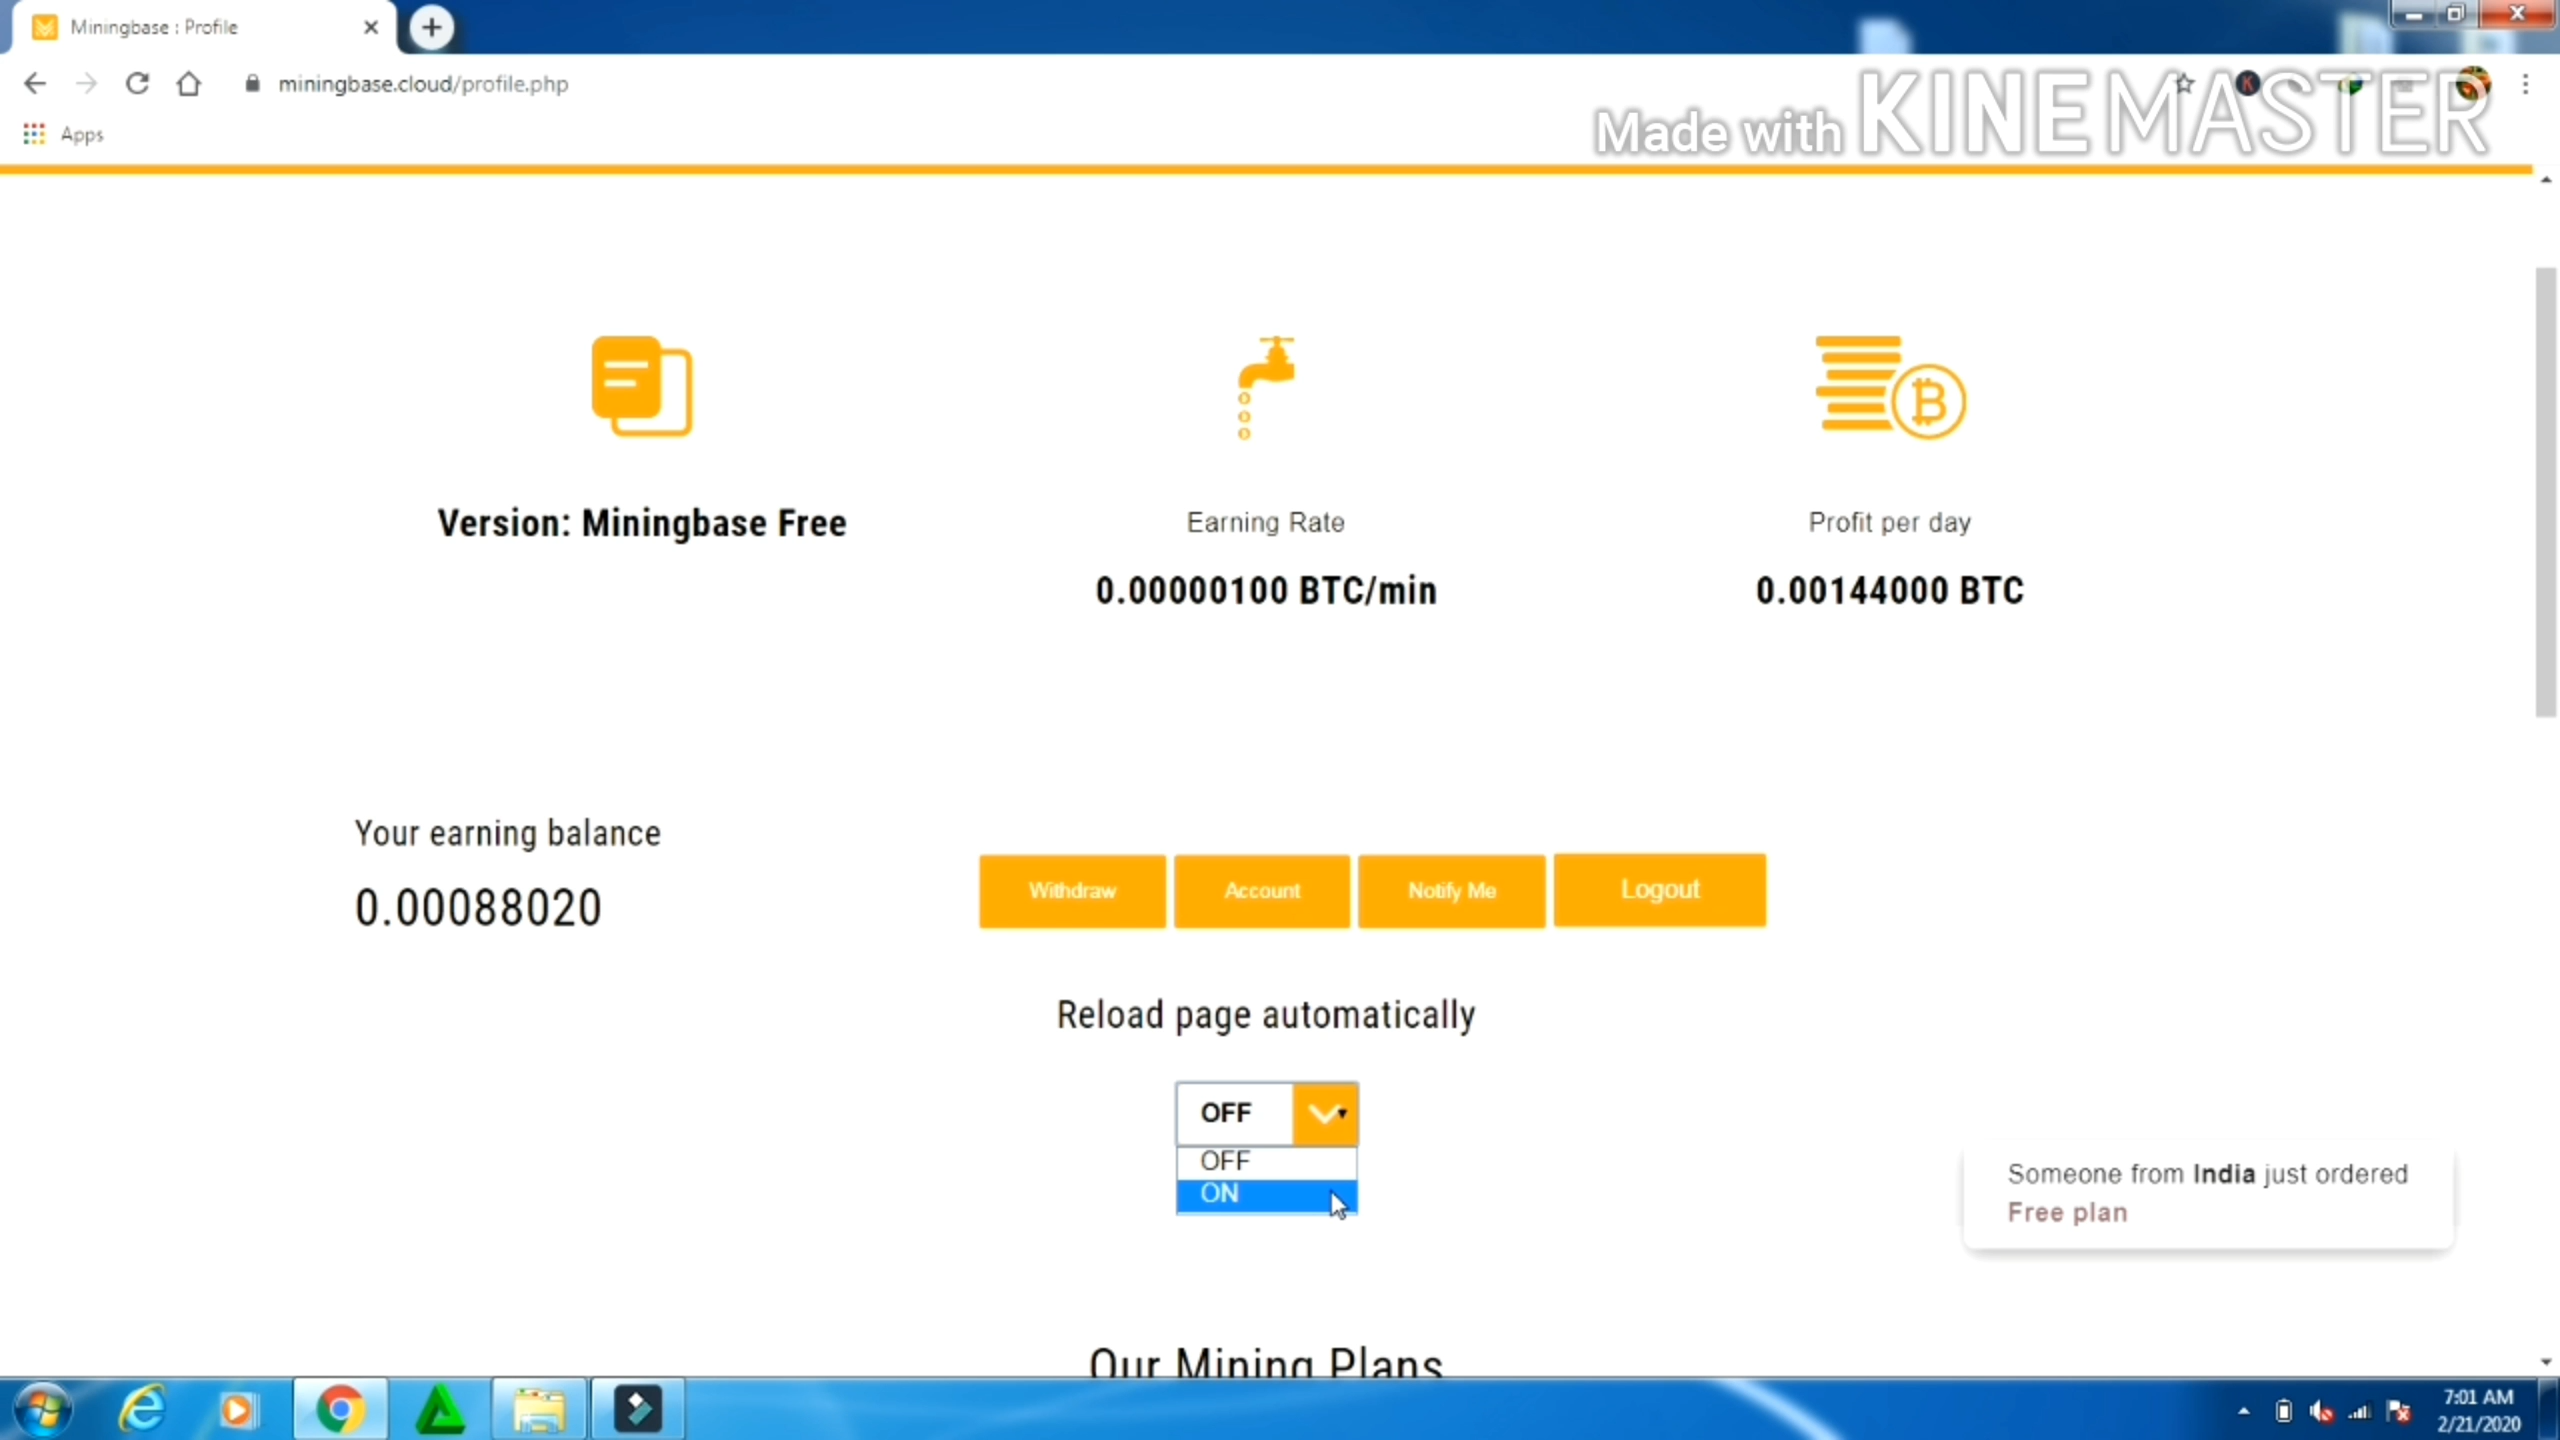 Miningbase : Profile
miningbase.cloud/profile.php
Apps
Made with KINEMASTER
Version: Miningbase Free
Earning Rate
0.00000100 BTC/min
Profit per day
0.00144000 BTC
Your earning balance
0.00088020
Withdraw
Account
Notify Me
Logout
Reload page automatically
OFF
OFF
ON
Someone from India just ordered
Free plan
Our Mining Plans
7:01 AM
2/21/2020